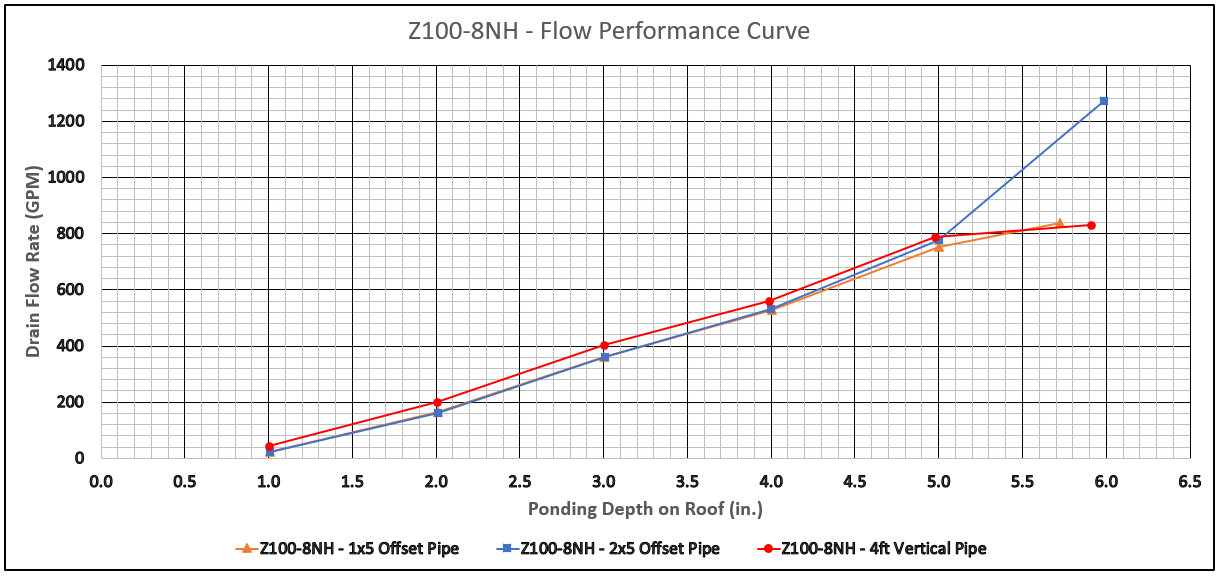 Z100-8NH - Flow Performance Curve
1400
1200
1000
800
600
400
200
0
Drain Flow Rate (GPM)
0.0 0.5 1.0 1.5 2.0 2.5 3.0 3.5 4.0 4.5 5.0 5.5 6.0 6.5
Ponding Depth on Roof (in.)
Z100-8NH - 1x5 Offset Pipe Z100-8NH - 2x5 Offset Pipe Z100-8NH - 4ft Vertical Pipe